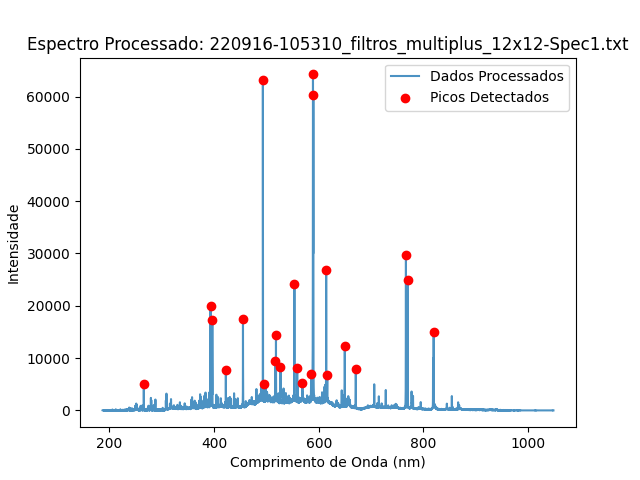 Espectro Processado: 220916-105310_filtros_multiplus_12x12-Spec1.txt
Dados Processados
Picos Detectados
Intensidade
60000
50000
40000
30000
20000
10000
0
200 400 600 800 1000
Comprimento de Onda (nm)